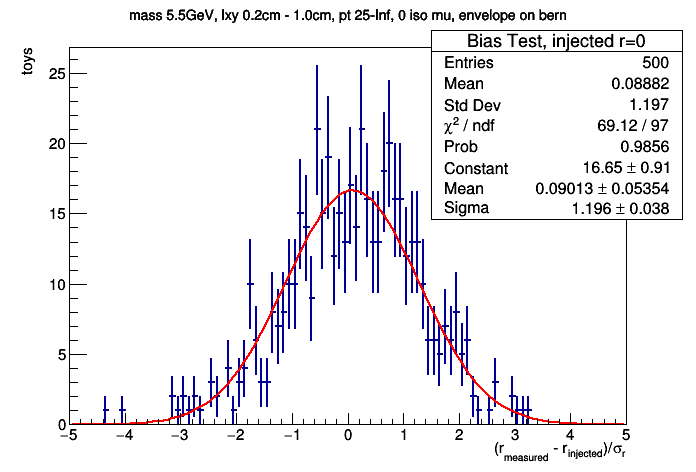 mass 5.5GeV, lxy 0.2cm - 1.0cm, pt 25-Inf, 0 iso mu, envelope on bern
Bias Test, injected r=0
Entries 500
Mean 0.08882
Std Dev 1.197
χ² / ndf 69.12 / 97
Prob 0.9856
Constant 16.65 ± 0.91
Mean 0.09013 ± 0.05354
Sigma 1.196 ± 0.038
toys
25
20
15
10
5
0
−5 −4 −3 −2 −1 0 1 2 3 4 5
(r_measured - r_injected)/σ_r